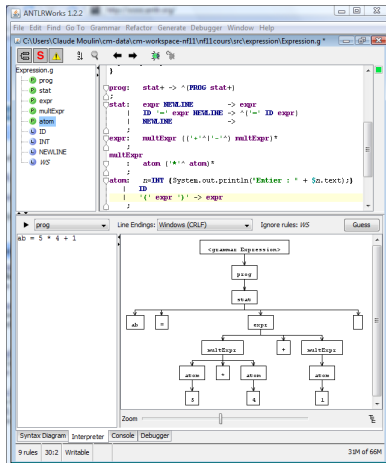 ANTLRWorks 1.2.2
File Edit Find Go To Grammar Refactor Generate Debugger Window Help
C:\Users\Claude Moulin\cm-data\cm-workspace-nf11\nf11cours\src\expression\Expression.g *
Expression.g
prog
stat
expr
multExpr
atom
ID
INT
NEWLINE
WS
}
prog: stat+ -> ^(PROG stat+)
;
stat: expr NEWLINE -> expr
| ID '=' expr NEWLINE -> ^('=' ID expr)
| NEWLINE ->
;
expr: multExpr (('+'^|'-'^) multExpr)*
;
multExpr
: atom ('*'^ atom)*
;
atom: n=INT {System.out.println("Entier : " + $n.text);}
| ID
| '(' expr ')' -> expr
;
prog
Line Endings: Windows (CRLF)
Ignore rules: WS
Guess
ab = 5 * 4 + 1
<grammar Expression>
prog
stat
ab = expr
multExpr + multExpr
atom * atom atom
5 4 1
Zoom
Syntax Diagram Interpreter Console Debugger
9 rules 30:2 Writable 31M of 66M